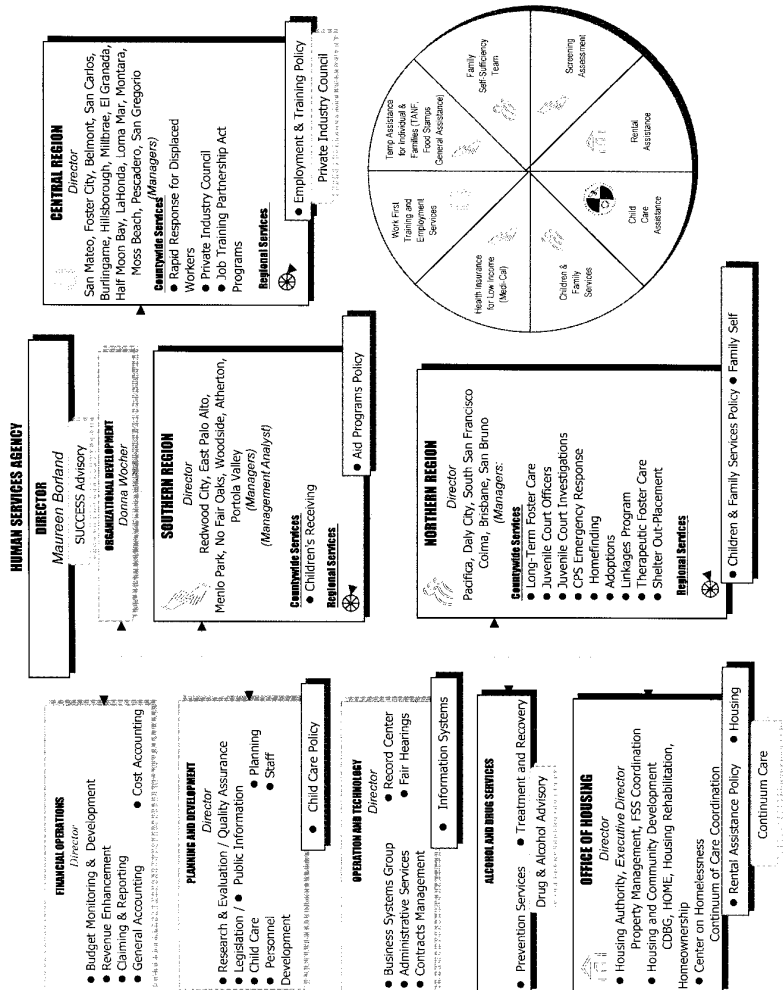 HUMAN SERVICES AGENCY
DIRECTOR
Maureen Borland
SUCCESS Advisory
ORGANIZATIONAL DEVELOPMENT
Donna Wocher
FINANCIAL OPERATIONS
Director
● Budget Monitoring & Development
● Revenue Enhancement
● Claiming & Reporting
● General Accounting ● Cost Accounting
PLANNING AND DEVELOPMENT
Director
● Research & Evaluation / Quality Assurance
● Legislation / ● Public Information
● Child Care ● Planning
● Personnel ● Staff
Development
● Child Care Policy
OPERATION AND TECHNOLOGY
Director
● Business Systems Group ● Record Center
● Administrative Services ● Fair Hearings
● Contracts Management
● Information Systems
ALCOHOL AND DRUG SERVICES
● Prevention Services ● Treatment and Recovery
Drug & Alcohol Advisory
OFFICE OF HOUSING
Director
● Housing Authority, Executive Director
Property Management, FSS Coordination
● Housing and Community Development
CDBG, HOME, Housing Rehabilitation,
Homeownership
● Center on Homelessness
Continuum of Care Coordination
● Rental Assistance Policy ● Housing
Continuum Care
SOUTHERN REGION
Director
Redwood City, East Palo Alto,
Menlo Park, No Fair Oaks, Woodside, Atherton,
Portola Valley
(Managers)
(Management Analyst)
Countywide Services
● Children's Receiving
Regional Services
● Aid Programs Policy
NORTHERN REGION
Director
Pacifica, Daly City, South San Francisco
Colma, Brisbane, San Bruno
(Managers:
Countywide Services
● Long-Term Foster Care
● Juvenile Court Officers
● Juvenile Court Investigations
● CPS Emergency Response
● Homefinding
● Adoptions
● Linkages Program
● Therapeutic Foster Care
● Shelter Out-Placement
Regional Services
● Children & Family Services Policy ● Family Self
CENTRAL REGION
Director
San Mateo, Foster City, Belmont, San Carlos,
Burlingame, Hillsborough, Millbrae, El Granada,
Half Moon Bay, LaHonda, Loma Mar, Montara,
Moss Beach, Pescadero, San Gregorio
(Managers)
Countywide Services
● Rapid Response for Displaced
Workers
● Private Industry Council
● Job Training Partnership Act
Programs
Regional Services
● Employment & Training Policy
Private Industry Council
Work First
Training and
Employment
Services
Temp Assistance
for Individual &
Families (TANF,
Food Stamps
General Assistance)
Family
Self-Sufficiency
Team
Screening
Assessment
Rental
Assistance
Child
Care
Assistance
Children &
Family
Services
Health Insurance
for Low Income
(Medi-Cal)